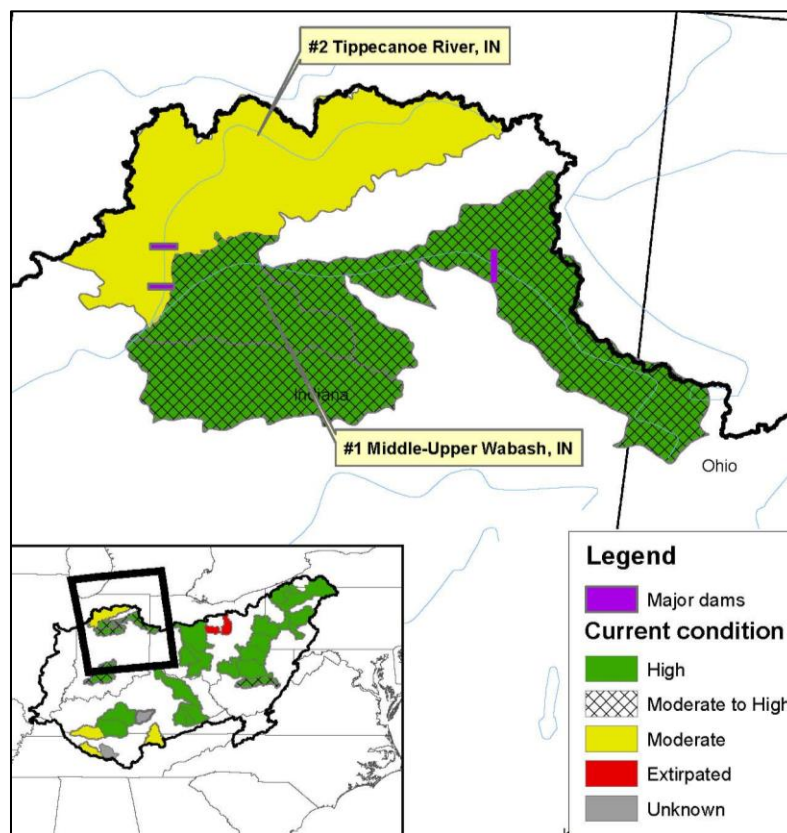 #2 Tippecanoe River, IN
Indiana
#1 Middle-Upper Wabash, IN
Ohio
Legend
Major dams
Current condition
High
Moderate to High
Moderate
Extirpated
Unknown